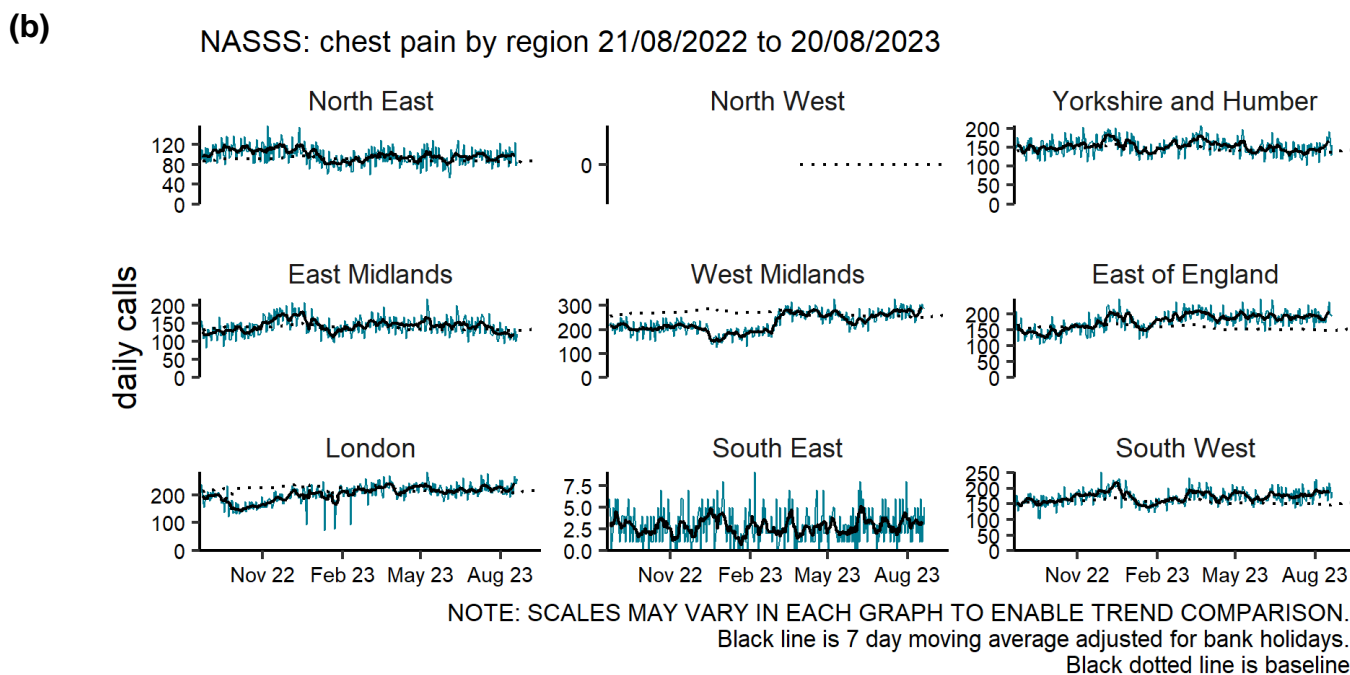 (b)
NASSS: chest pain by region 21/08/2022 to 20/08/2023
North East
North West
Yorkshire and Humber
120
80
40
0
0
200
150
100
50
0
daily calls
East Midlands
West Midlands
East of England
200
150
100
50
0
300
200
100
0
200
150
100
50
0
London
South East
South West
200
100
0
7.5
5.0
2.5
0.0
250
200
150
100
50
0
Nov 22 Feb 23 May 23 Aug 23
Nov 22 Feb 23 May 23 Aug 23
Nov 22 Feb 23 May 23 Aug 23
NOTE: SCALES MAY VARY IN EACH GRAPH TO ENABLE TREND COMPARISON.
Black line is 7 day moving average adjusted for bank holidays.
Black dotted line is baseline